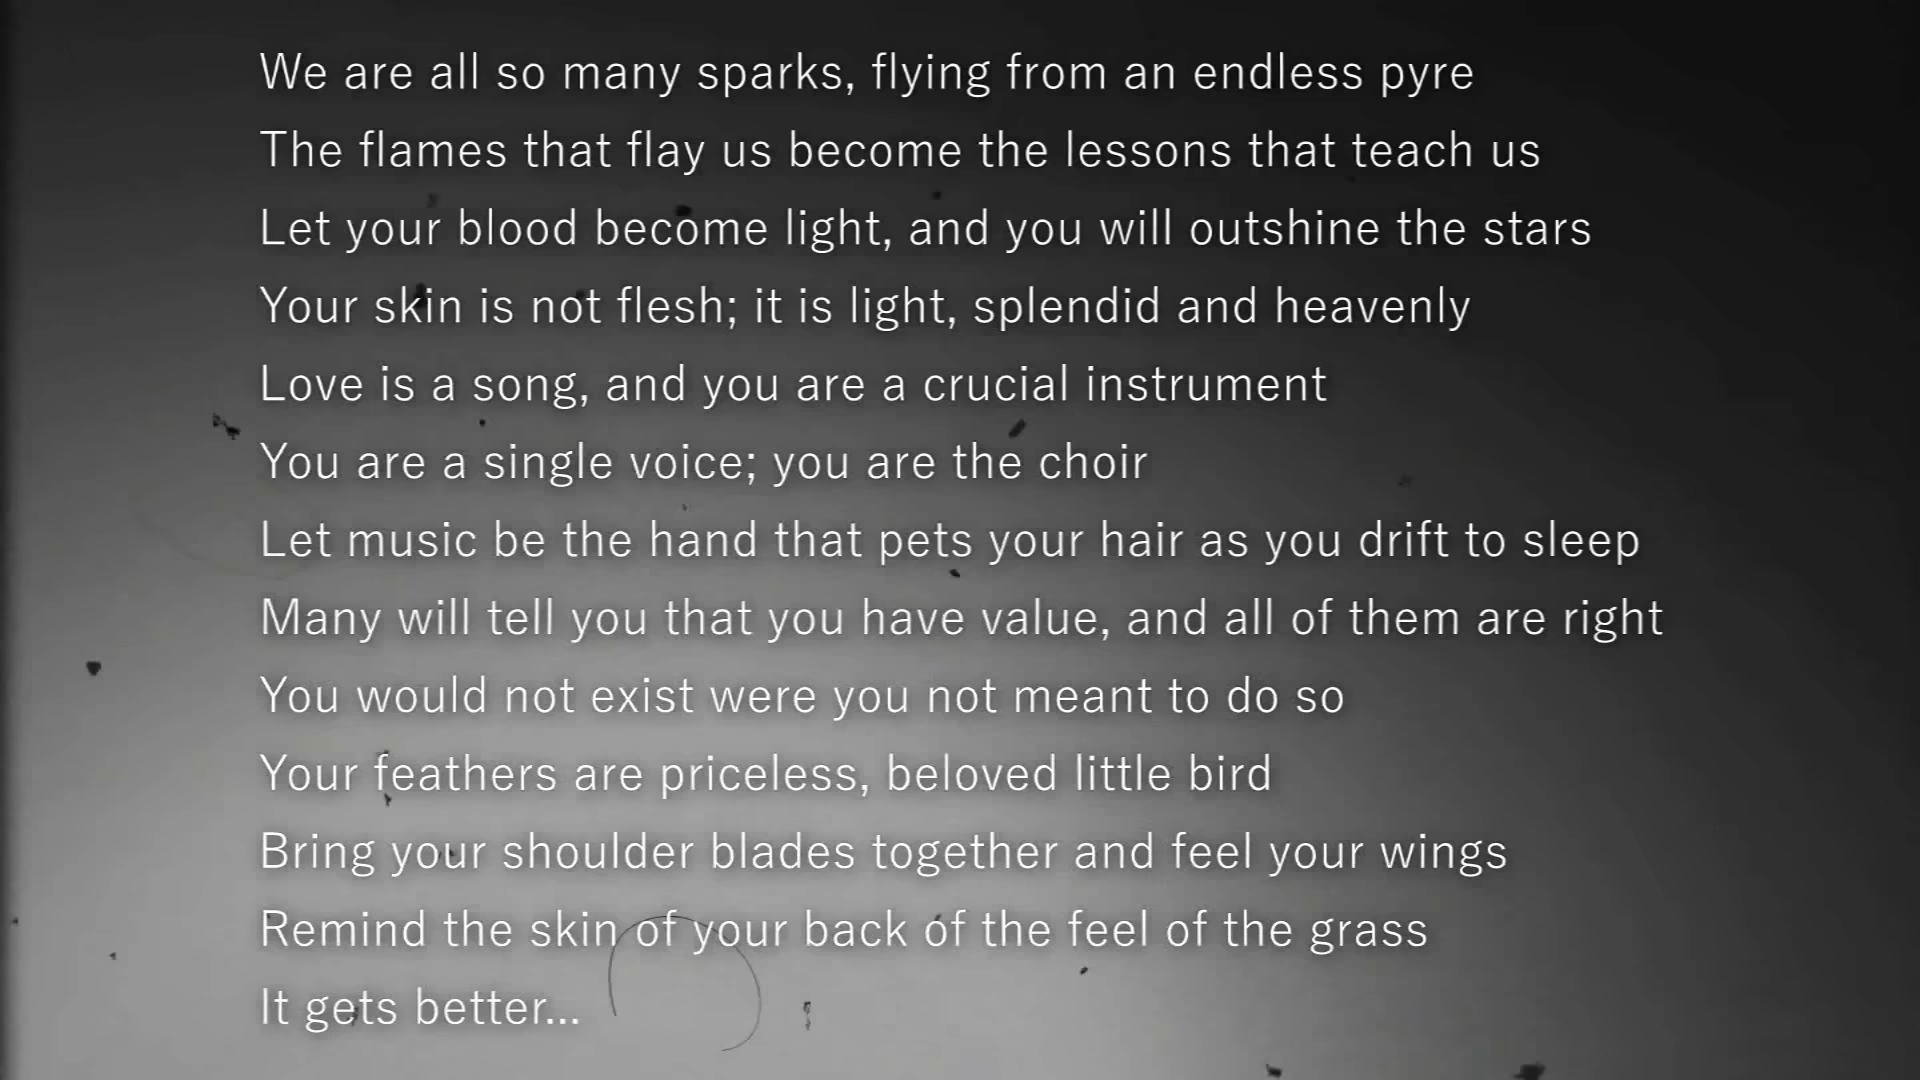 We are all so many sparks, flying from an endless pyre
The flames that flay us become the lessons that teach us
Let your blood become light, and you will outshine the stars
Your skin is not flesh; it is light, splendid and heavenly
Love is a song, and you are a crucial instrument
You are a single voice; you are the choir
Let music be the hand that pets your hair as you drift to sleep
Many will tell you that you have value, and all of them are right
You would not exist were you not meant to do so
Your feathers are priceless, beloved little bird
Bring your shoulder blades together and feel your wings
Remind the skin of your back of the feel of the grass
It gets better...